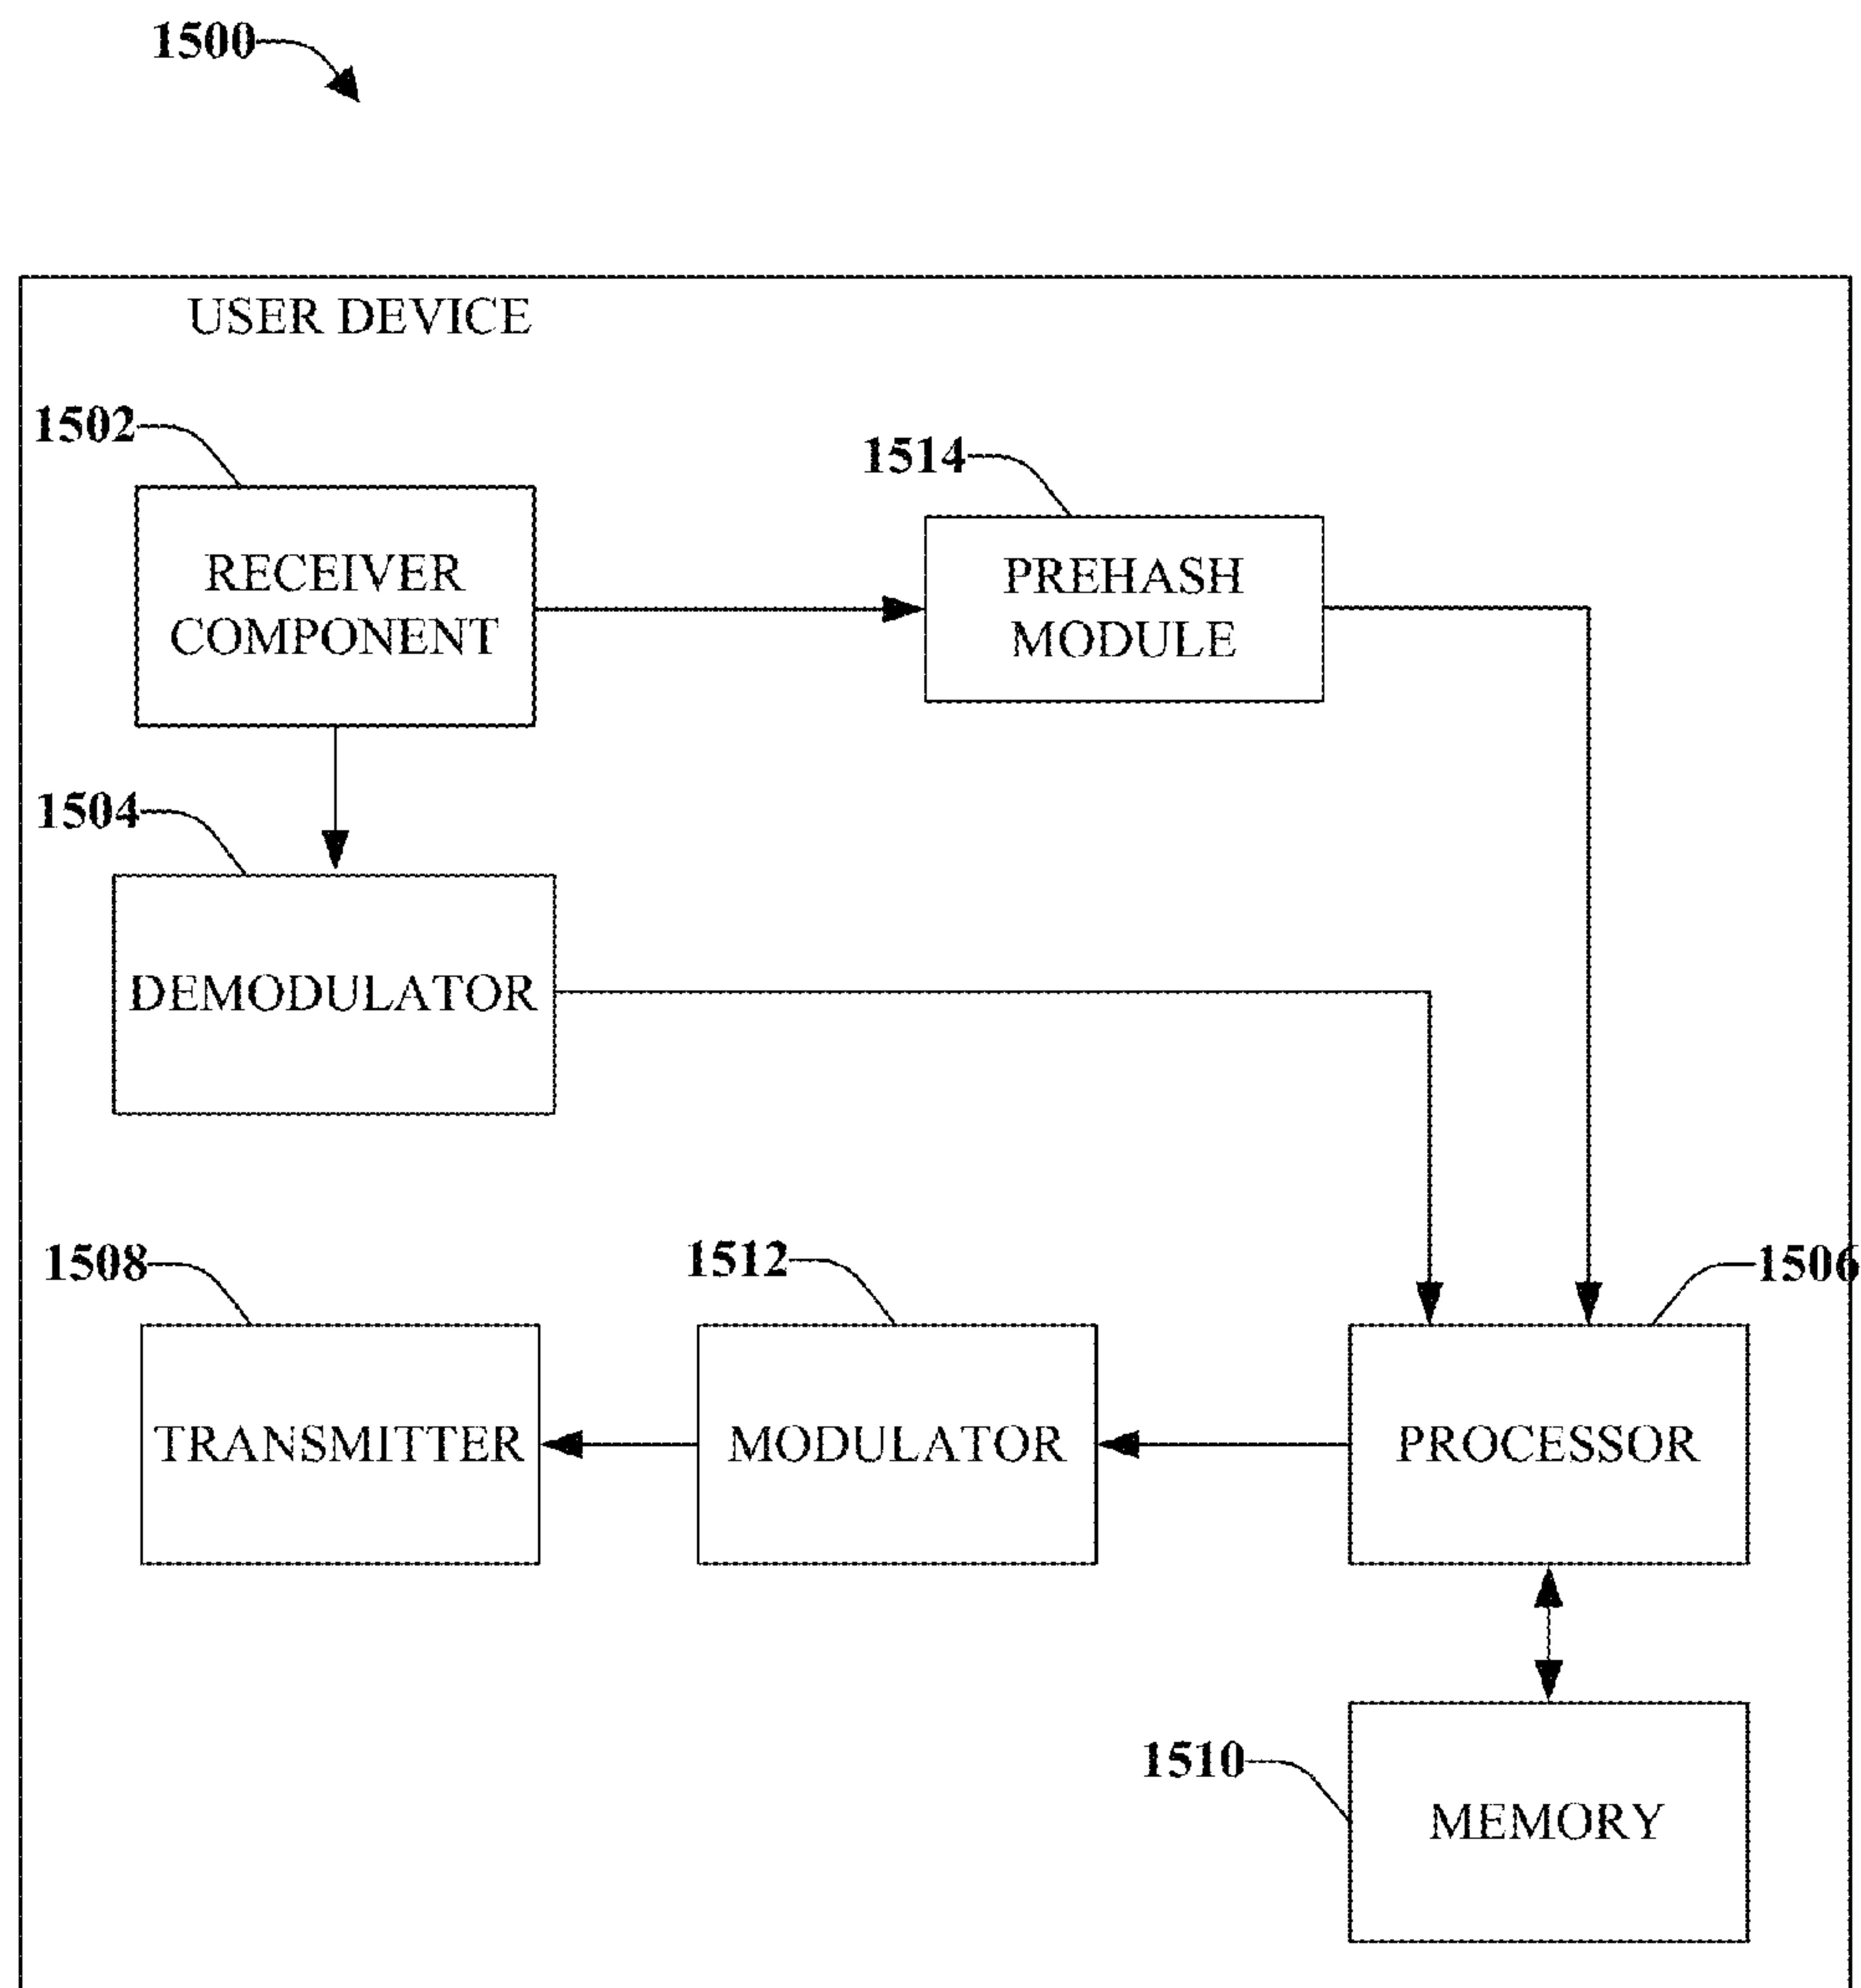 1500
USER DEVICE
1502
RECEIVER
COMPONENT
1514
PREHASH
MODULE
1504
DEMODULATOR
1508
TRANSMITTER
1512
MODULATOR
1506
PROCESSOR
1510
MEMORY